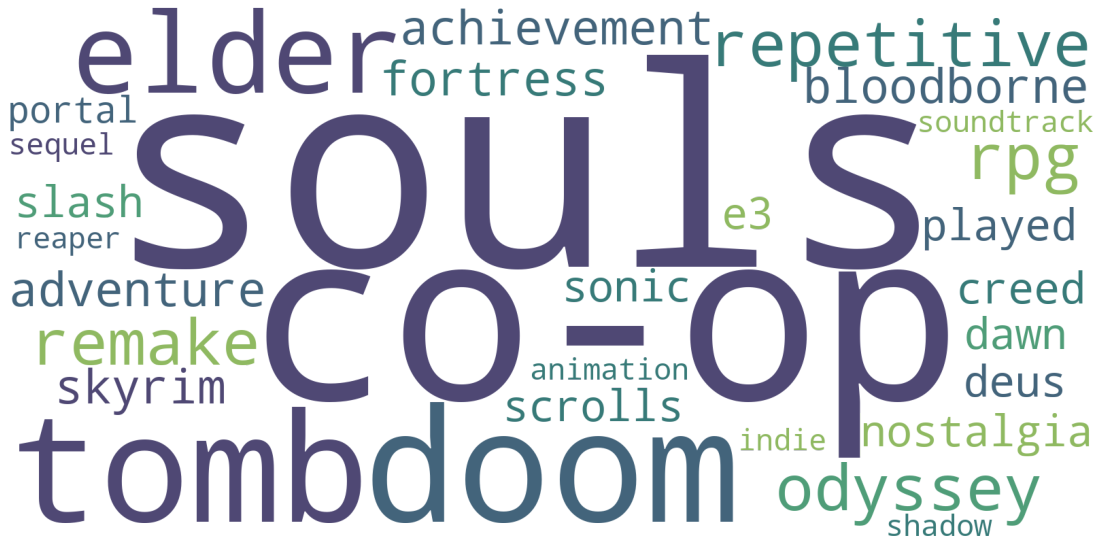 elder
achievement
repetitive
fortress
bloodborne
portal
soundtrack
sequel
souls
rpg
slash
e3
played
reaper
adventure
co-op
sonic
creed
remake
dawn
animation
skyrim
deus
scrolls
tomb
doom
indie
nostalgia
odyssey
shadow